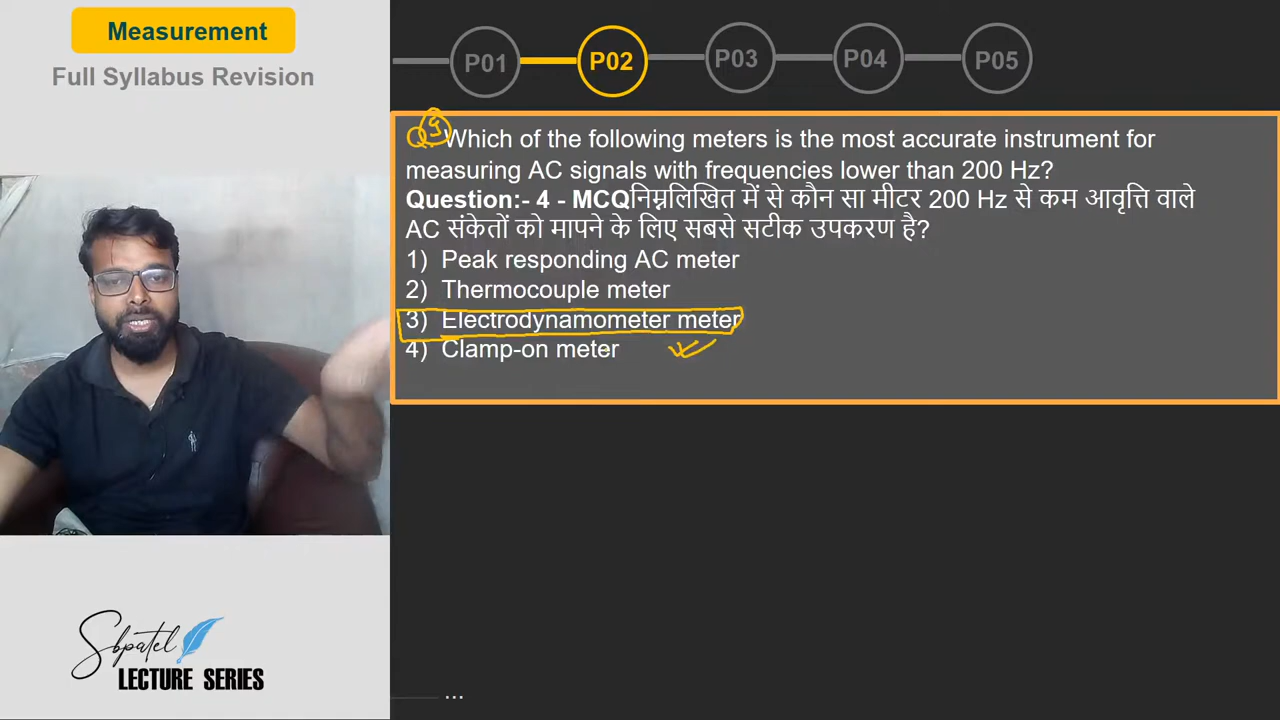 Measurement
Full Syllabus Revision
P01 P02 P03 P04 P05
Q. 4 Which of the following meters is the most accurate instrument for
measuring AC signals with frequencies lower than 200 Hz?
Question:- 4 - MCQनिम्नलिखित में से कौन सा मीटर 200 Hz से कम आवृत्ति वाले
AC संकेतों को मापने के लिए सबसे सटीक उपकरण है?
1) Peak responding AC meter
2) Thermocouple meter
3) Electrodynamometer meter
4) Clamp-on meter
Sbpatel
LECTURE SERIES
...